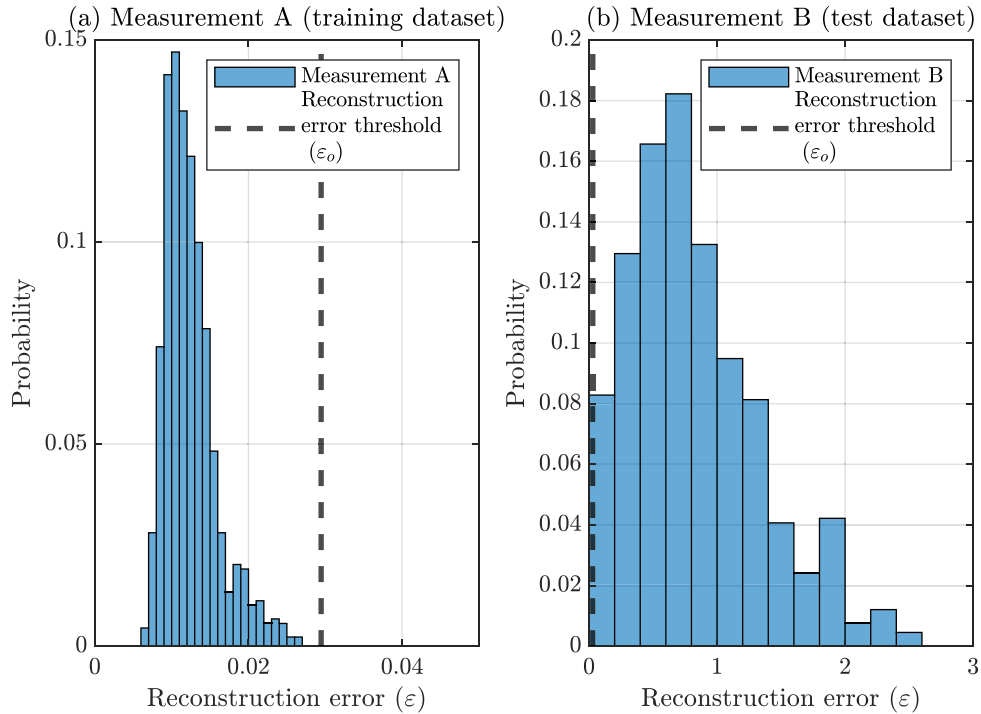 (a) Measurement A (training dataset)
0.15
0.1
0.05
0
0
0.02
0.04
Probability
Reconstruction error (ε)
Measurement A
Reconstruction
error threshold
(εₒ)
(b) Measurement B (test dataset)
0.2
0.18
0.16
0.14
0.12
0.1
0.08
0.06
0.04
0.02
0
0
1
2
3
Probability
Reconstruction error (ε)
Measurement B
Reconstruction
error threshold
(εₒ)